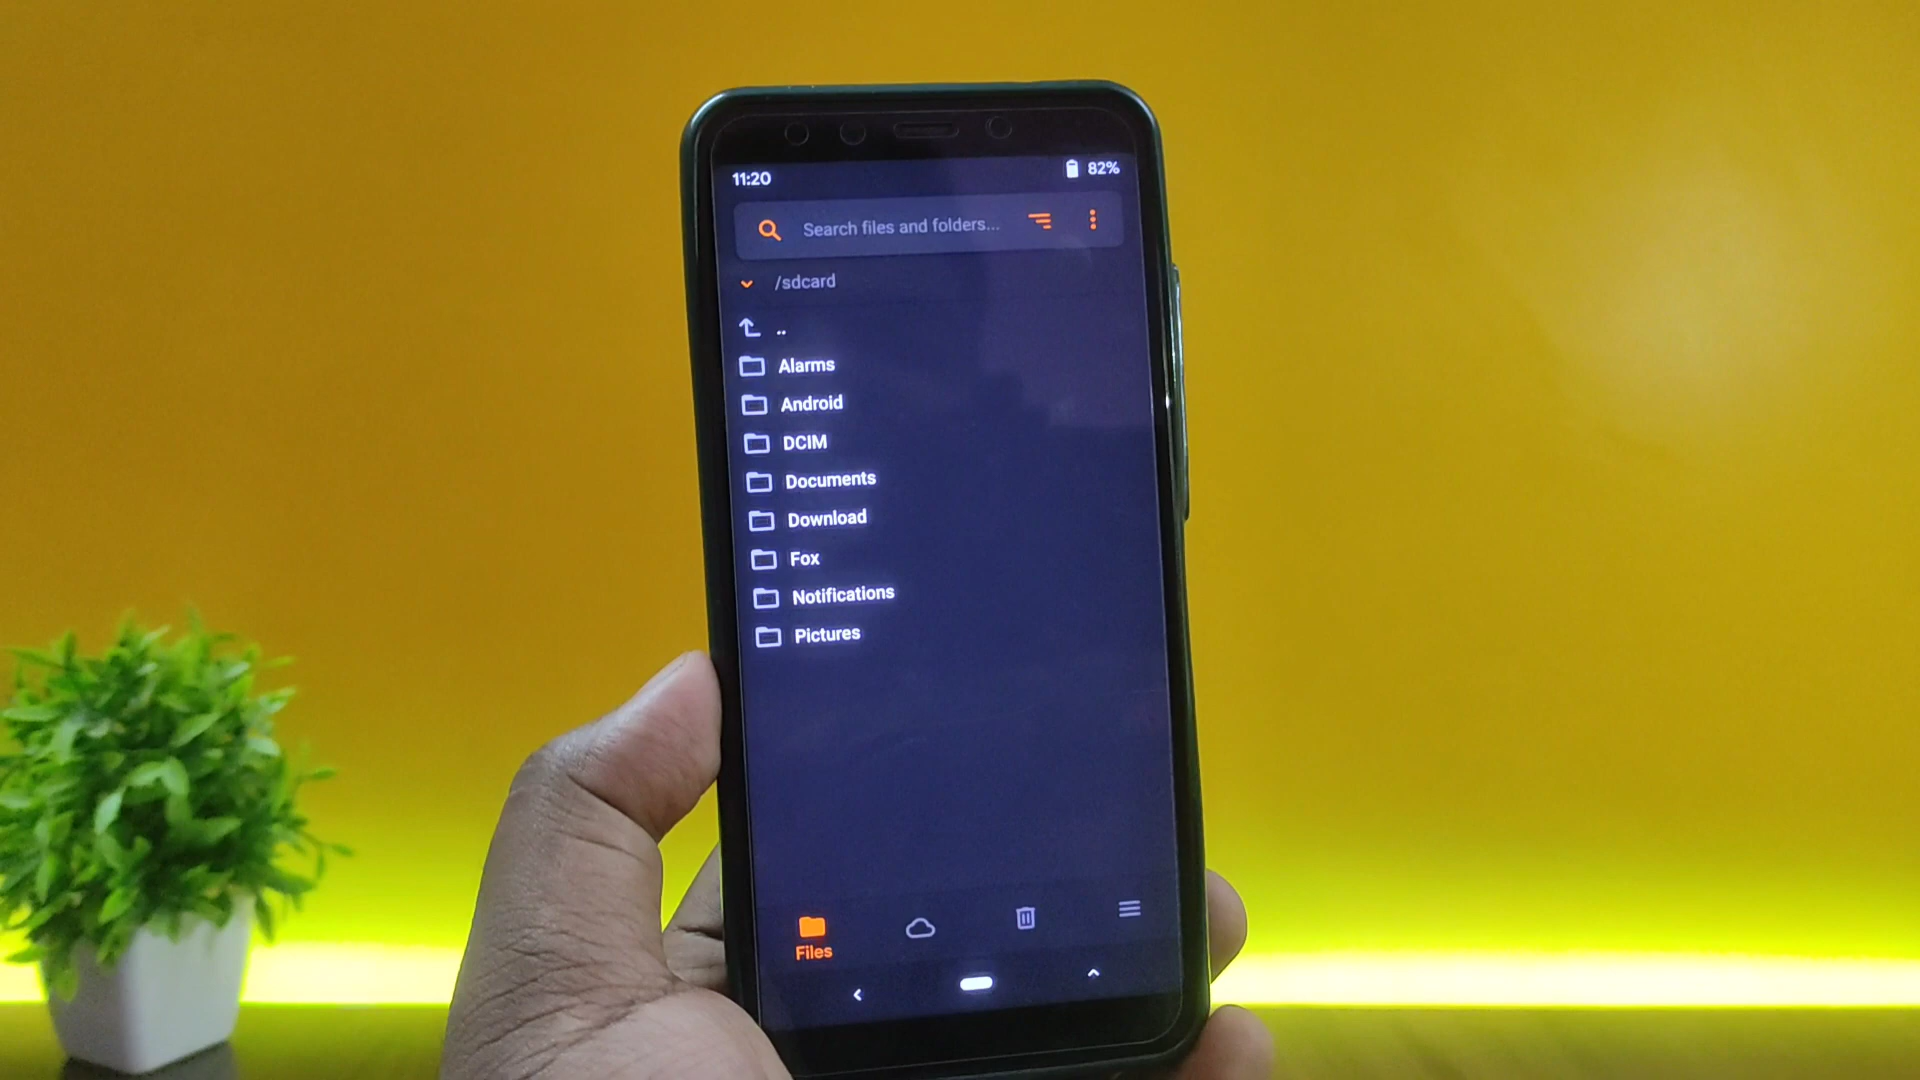 11:20 82%
Search files and folders...
/sdcard
..
Alarms
Android
DCIM
Documents
Download
Fox
Notifications
Pictures
Files